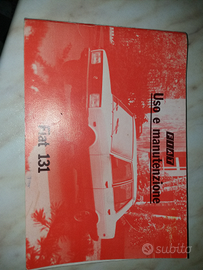 FIAT
Uso e manutenzione
Fiat 131
subito